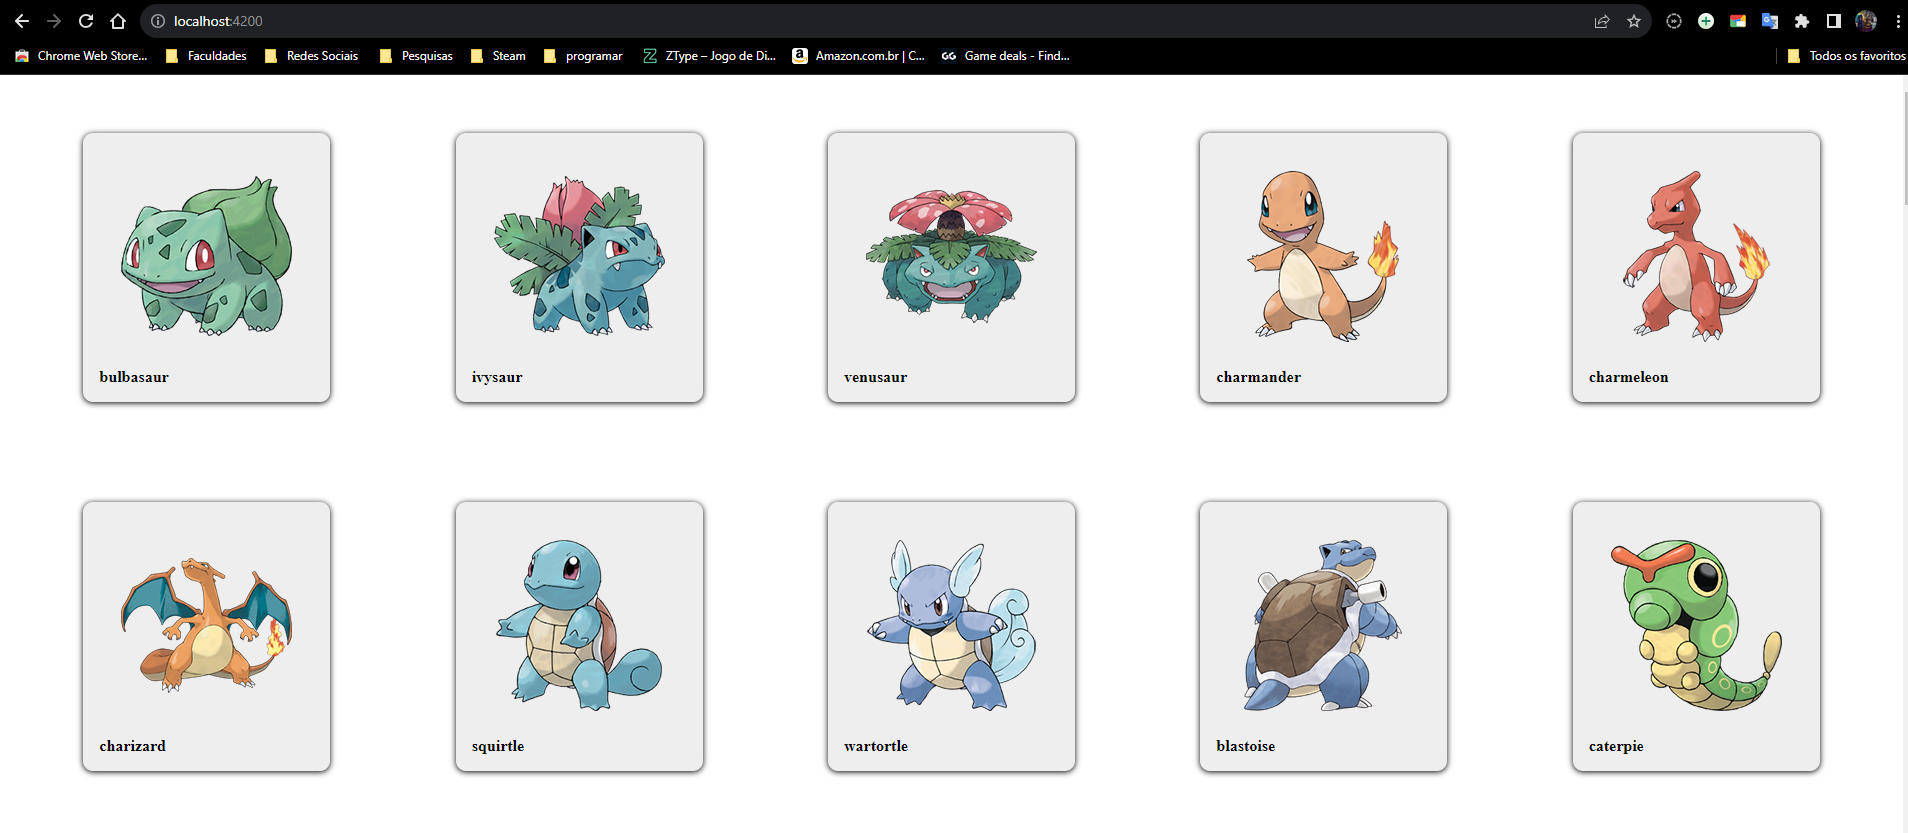 localhost:4200
Chrome Web Store... Faculdades Redes Sociais Pesquisas Steam programar ZType – Jogo de Di... Amazon.com.br | C... GG Game deals - Find... Todos os favoritos
bulbasaur ivysaur venusaur charmander charmeleon
charizard squirtle wartortle blastoise caterpie